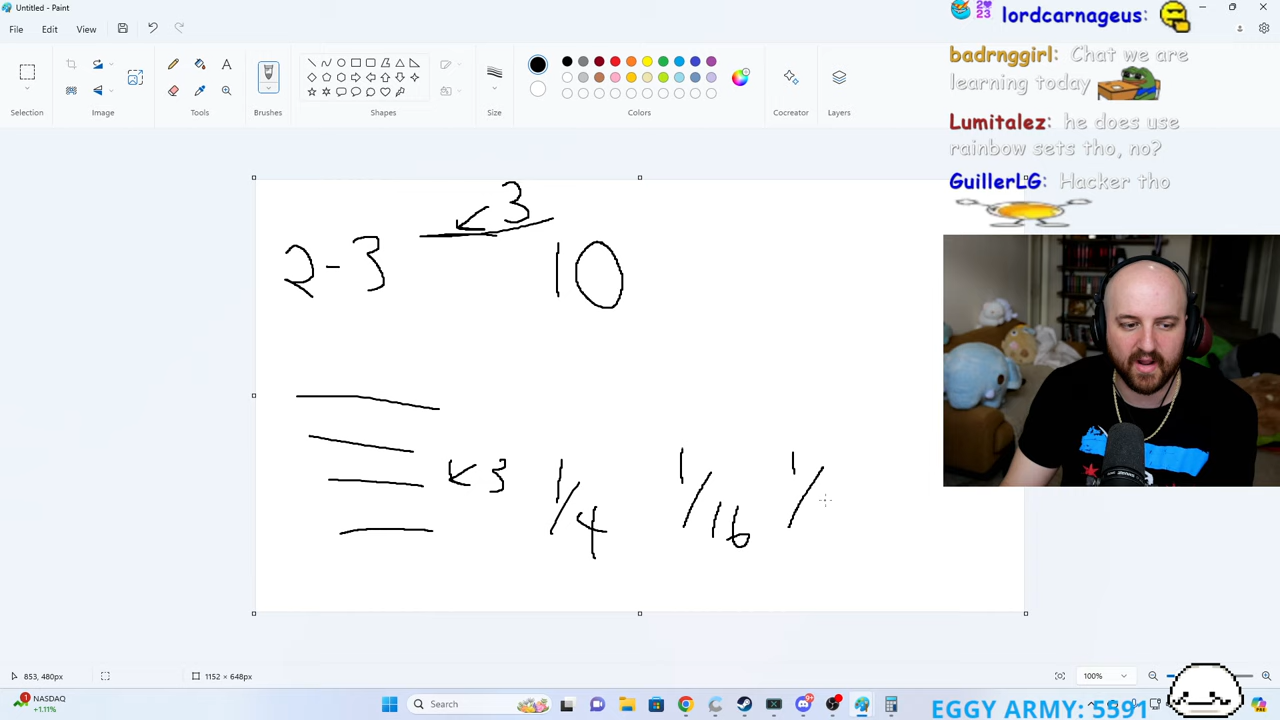 Untitled - Paint
File Edit View
Selection Image Tools Brushes Shapes Size Colors Cocreator Layers
lordcarnageus:
badrnggirl: Chat we are
learning today
Lumitalez: he does use
rainbow sets tho, no?
GuillerLG: Hacker tho
3
2-3 10
<3 1/4 1/16 1/
853, 480px 1152 × 648px 100%
NASDAQ
+1.11%
Search
EGGY ARMY: 5591